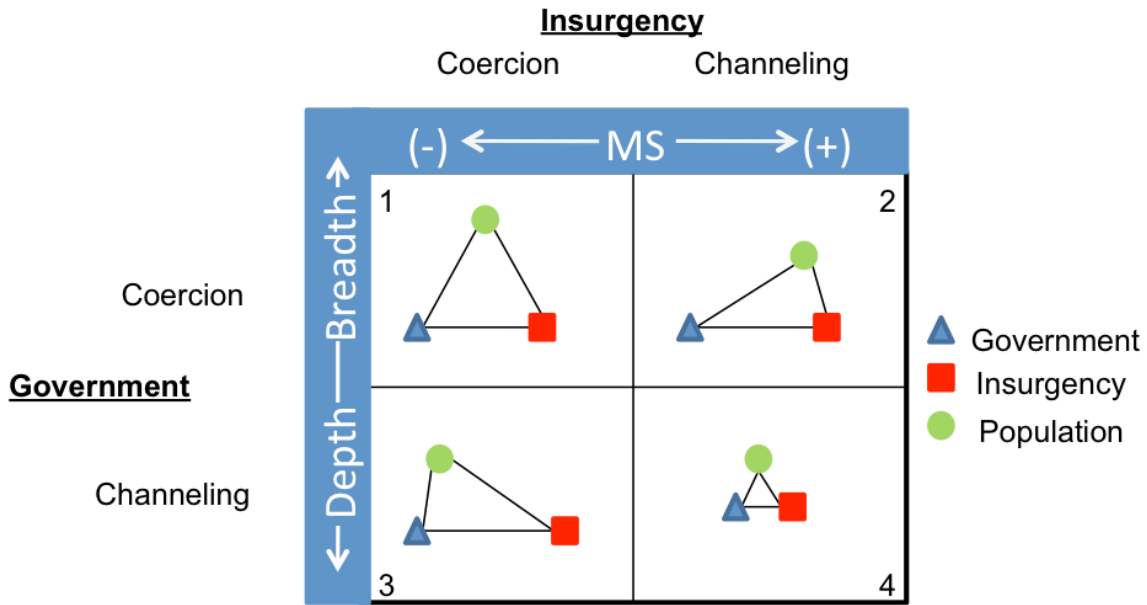 Insurgency
Coercion Channeling
(-) MS (+)
1 2
Depth Breadth
Coercion
Government
Channeling
3 4
Government
Insurgency
Population